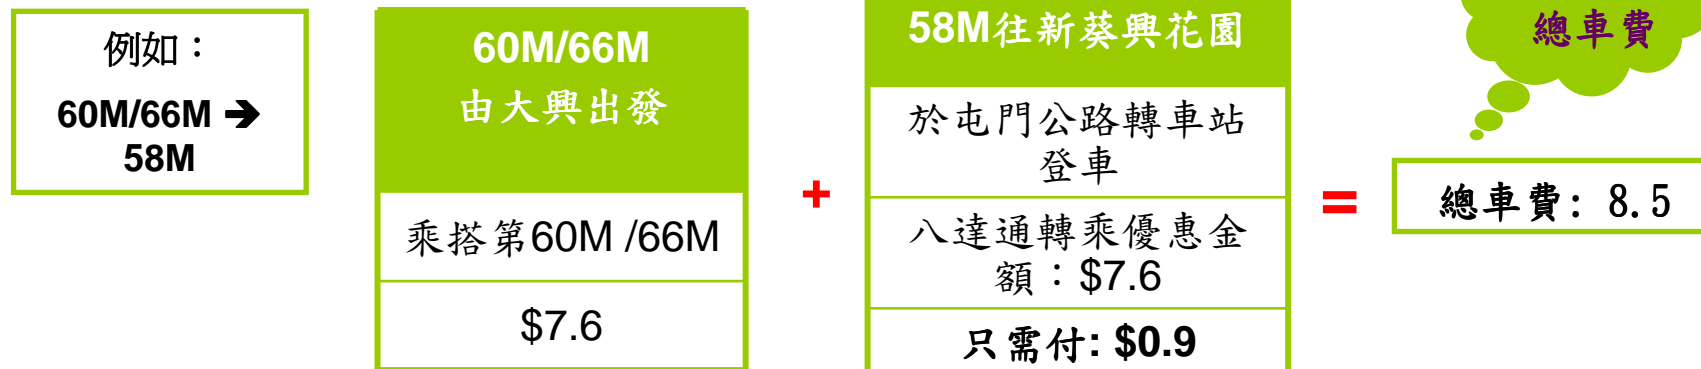 例如：
60M/66M ➔
58M
60M/66M
由大興出發
乘搭第60M /66M
$7.6
+
58M往新葵興花園
於屯門公路轉車站
登車
八達通轉乘優惠金
額：$7.6
只需付: $0.9
=
總車費
總車費: 8.5